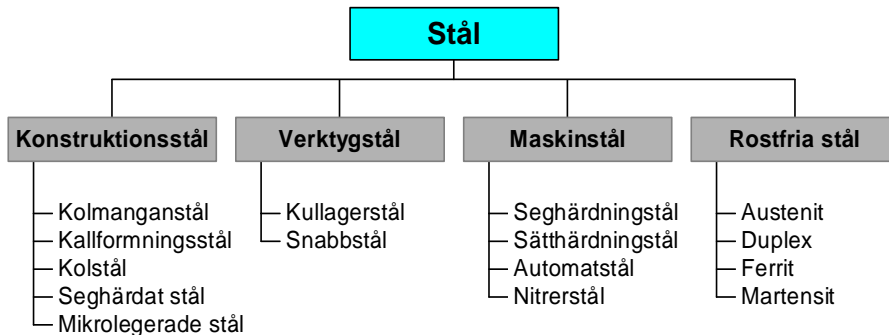 Stål
Konstruktionsstål
Kolmanganstål
Kallformningsstål
Kolstål
Seghärdat stål
Mikrolegerade stål
Verktygstål
Kullagerstål
Snabbstål
Maskinstål
Seghärdningstål
Sätthärdningstål
Automatstål
Nitrerstål
Rostfria stål
Austenit
Duplex
Ferrit
Martensit